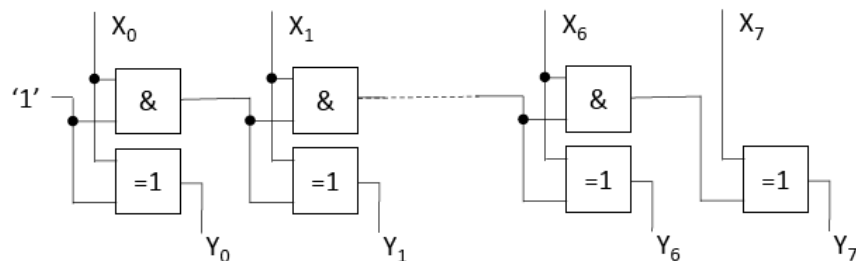 X₀ X₁ X₆ X₇
‘1’ & & &
=1 =1 =1 =1
Y₀ Y₁ Y₆ Y₇